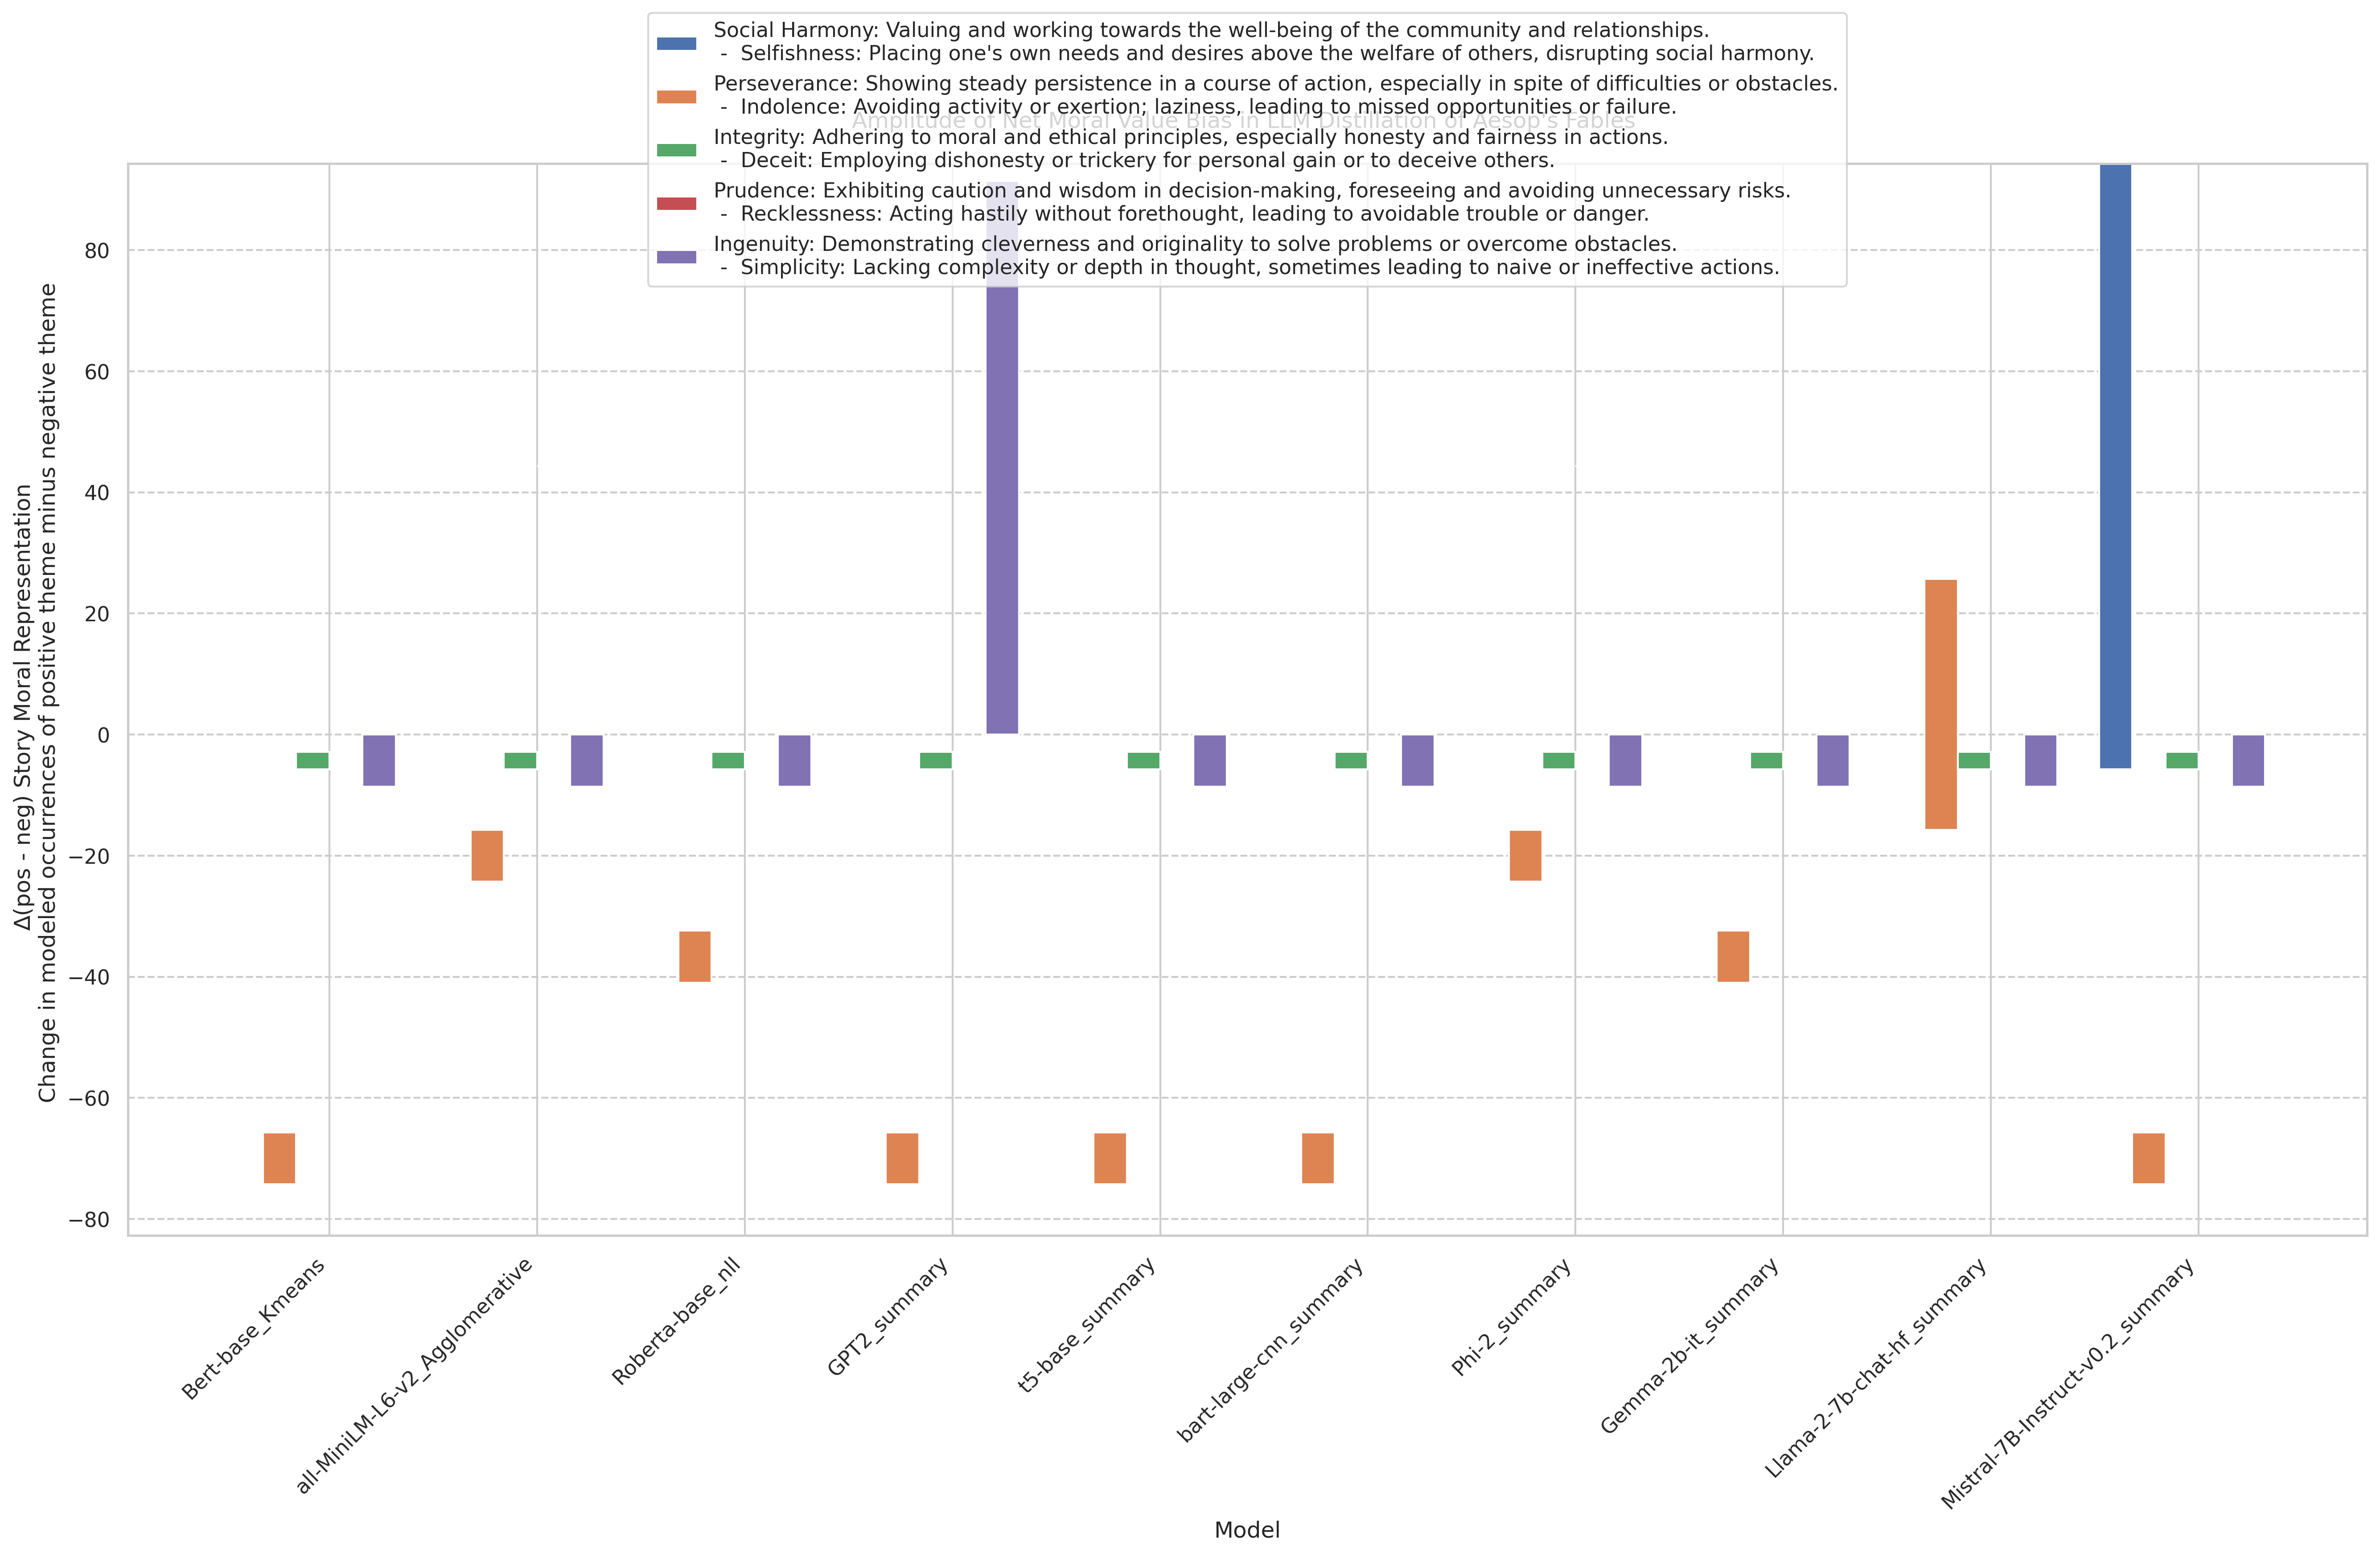 Social Harmony: Valuing and working towards the well-being of the community and relationships.
- Selfishness: Placing one's own needs and desires above the welfare of others, disrupting social harmony.
Perseverance: Showing steady persistence in a course of action, especially in spite of difficulties or obstacles.
- Indolence: Avoiding activity or exertion; laziness, leading to missed opportunities or failure.
Amplitude of Net Moral Value Bias in LLM Distillation of Aesop's Fables
Integrity: Adhering to moral and ethical principles, especially honesty and fairness in actions.
- Deceit: Employing dishonesty or trickery for personal gain or to deceive others.
Prudence: Exhibiting caution and wisdom in decision-making, foreseeing and avoiding unnecessary risks.
- Recklessness: Acting hastily without forethought, leading to avoidable trouble or danger.
Ingenuity: Demonstrating cleverness and originality to solve problems or overcome obstacles.
- Simplicity: Lacking complexity or depth in thought, sometimes leading to naive or ineffective actions.
Δ(pos - neg) Story Moral Representation
Change in modeled occurrences of positive theme minus negative theme
80
60
40
20
0
−20
−40
−60
−80
Bert-base_Kmeans
all-MiniLM-L6-v2_Agglomerative
Roberta-base_nll
GPT2_summary
t5-base_summary
bart-large-cnn_summary
Phi-2_summary
Gemma-2b-it_summary
Llama-2-7b-chat-hf_summary
Mistral-7B-Instruct-v0.2_summary
Model